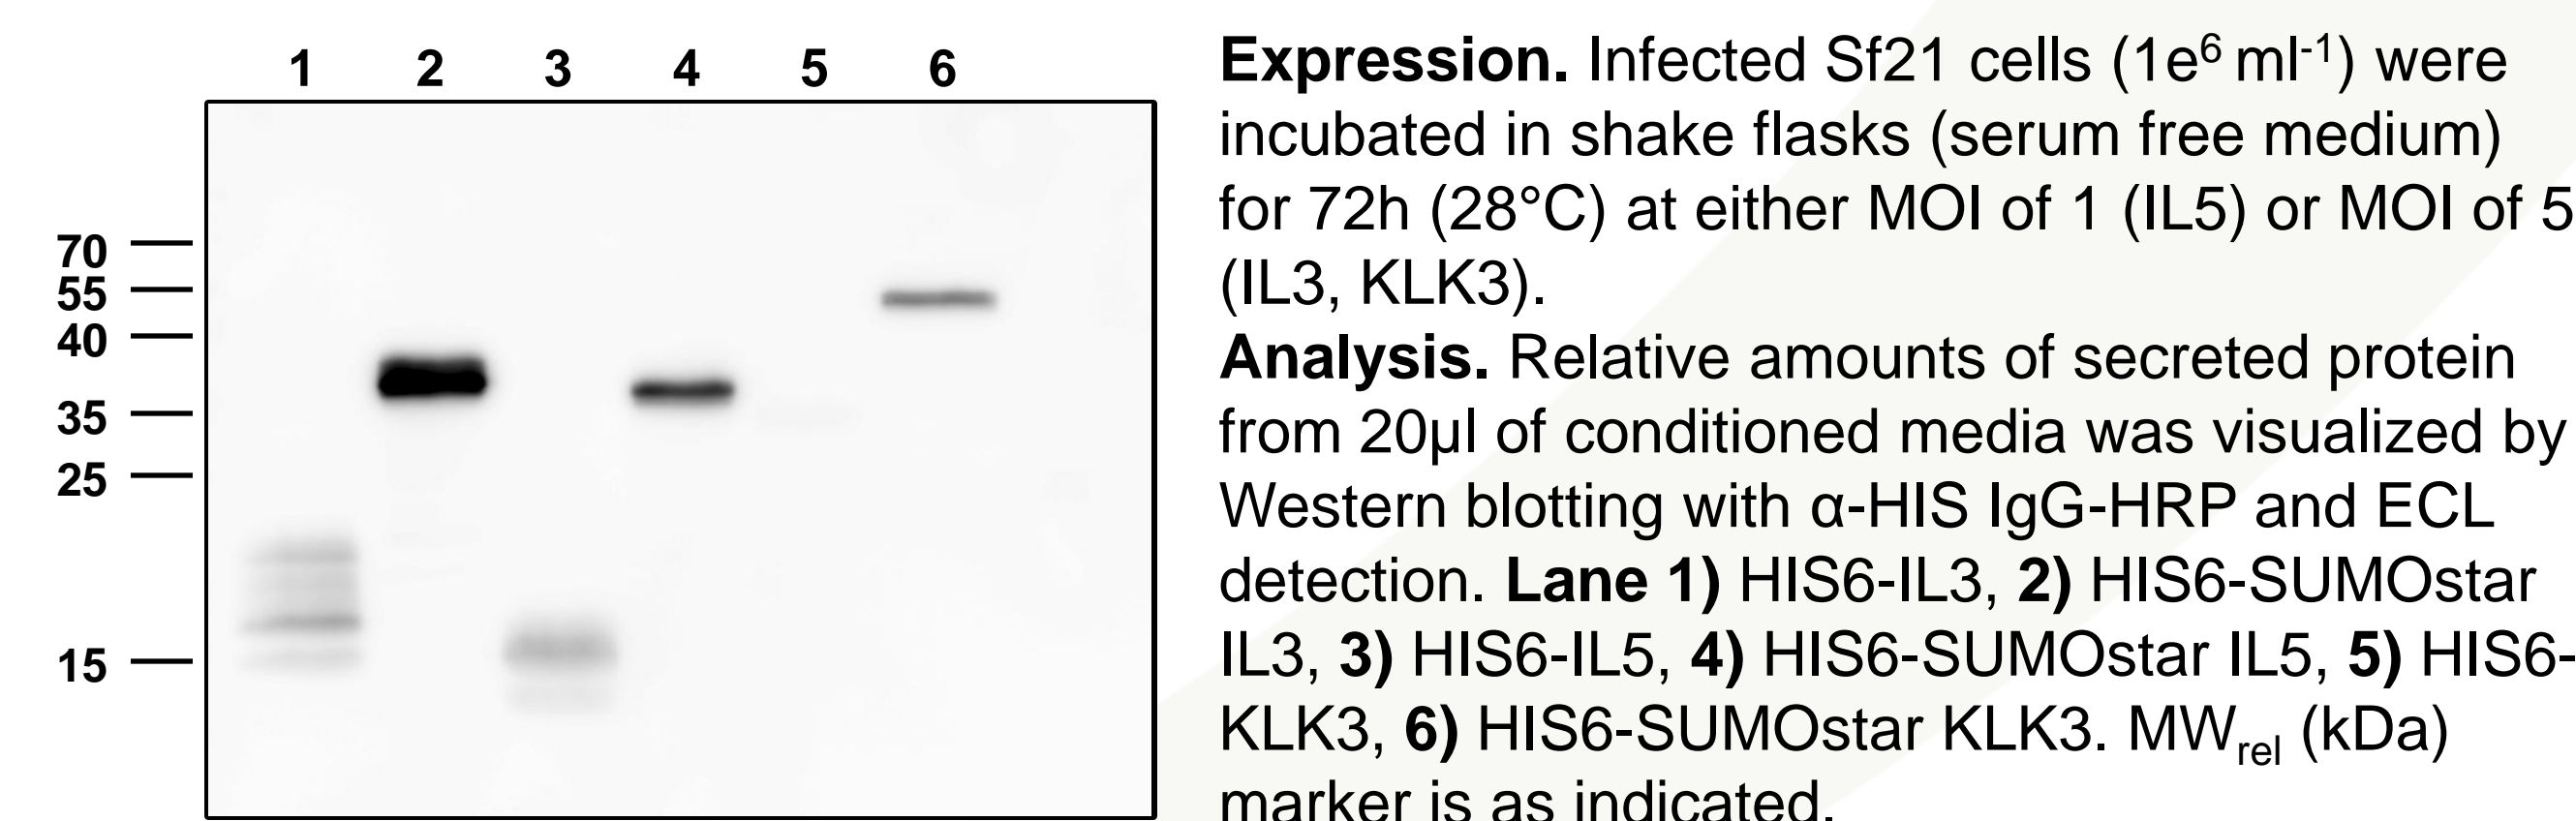 1 2 3 4 5 6
70
55
40
35
25
15
Expression. Infected Sf21 cells (1e⁶ ml⁻¹) were
incubated in shake flasks (serum free medium)
for 72h (28°C) at either MOI of 1 (IL5) or MOI of 5
(IL3, KLK3).
Analysis. Relative amounts of secreted protein
from 20µl of conditioned media was visualized by
Western blotting with α-HIS IgG-HRP and ECL
detection. Lane 1) HIS6-IL3, 2) HIS6-SUMOstar
IL3, 3) HIS6-IL5, 4) HIS6-SUMOstar IL5, 5) HIS6-
KLK3, 6) HIS6-SUMOstar KLK3. MWrel (kDa)
marker is as indicated.